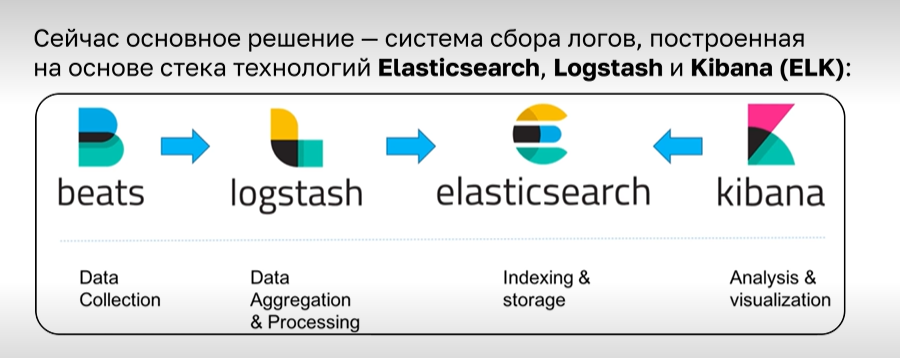 Сейчас основное решение — система сбора логов, построенная
на основе стека технологий Elasticsearch, Logstash и Kibana (ELK):
beats
logstash
elasticsearch
kibana
Data
Collection
Data
Aggregation
& Processing
Indexing &
storage
Analysis &
visualization